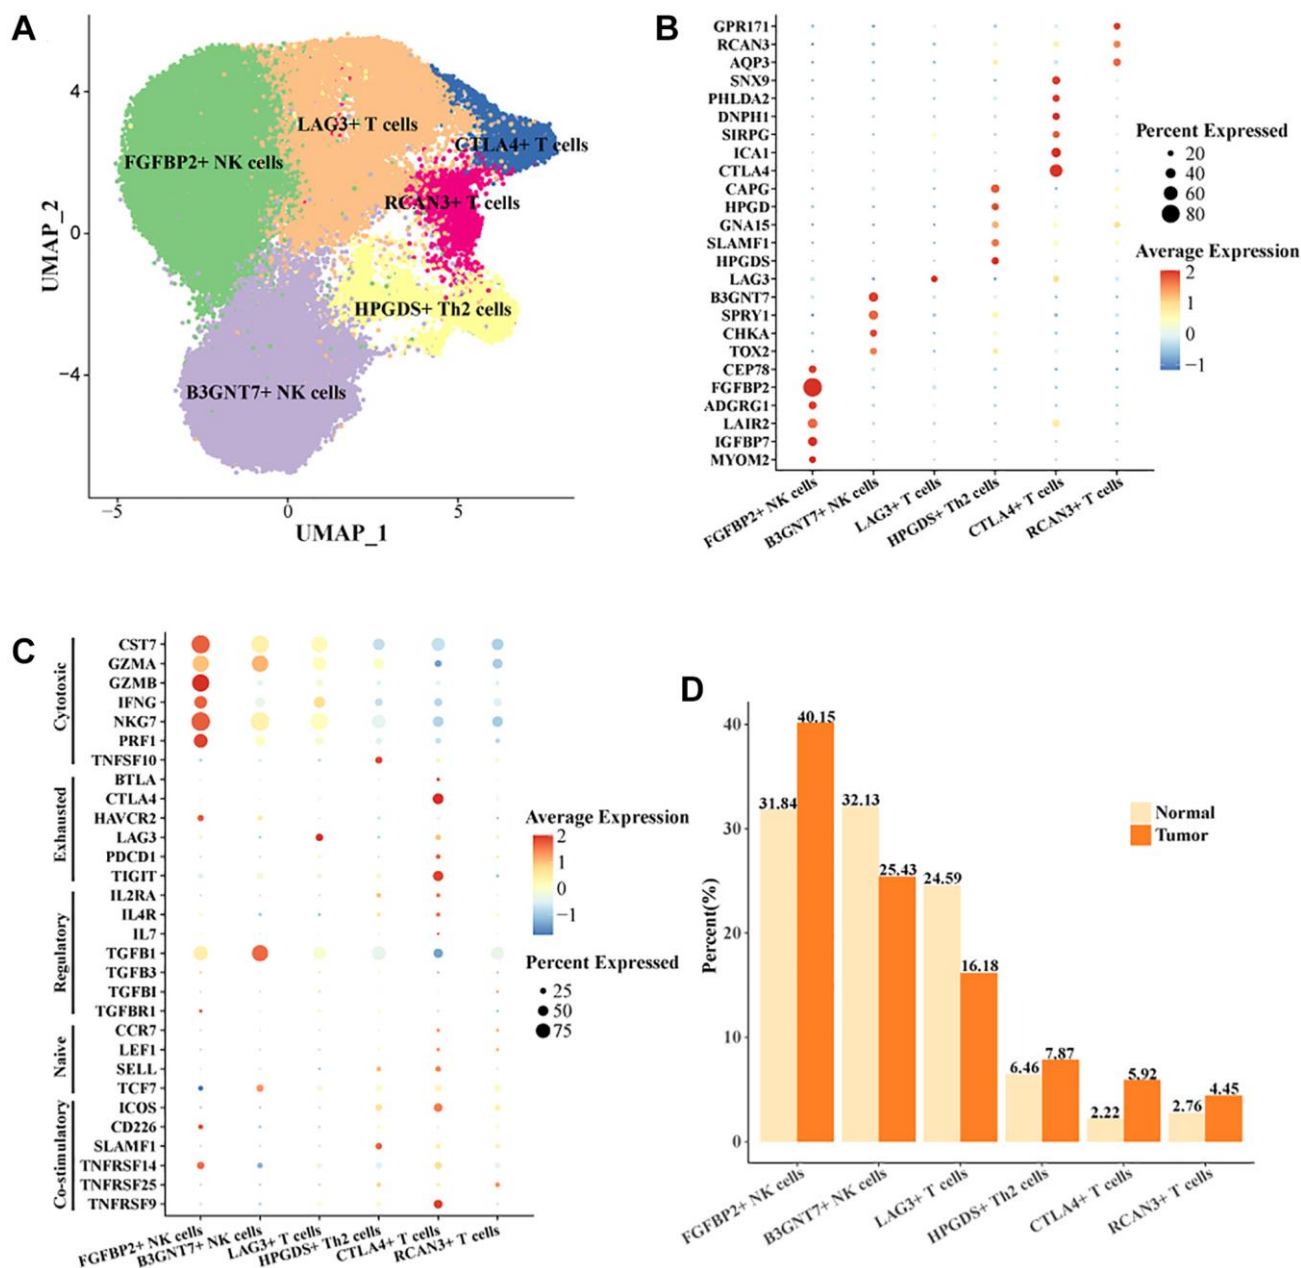 A
UMAP_2
4
0
−4
−5
0
5
UMAP_1
FGFBP2+ NK cells
LAG3+ T cells
CTLA4+ T cells
RCAN3+ T cells
HPGDS+ Th2 cells
B3GNT7+ NK cells
B
GPR171
RCAN3
AQP3
SNX9
PHLDA2
DNPH1
SIRPG
ICA1
CTLA4
CAPG
HPGD
GNA15
SLAMF1
HPGDS
LAG3
B3GNT7
SPRY1
CHKA
TOX2
CEP78
FGFBP2
ADGRG1
LAIR2
IGFBP7
MYOM2
FGFBP2+ NK cells
B3GNT7+ NK cells
LAG3+ T cells
HPGDS+ Th2 cells
CTLA4+ T cells
RCAN3+ T cells
Percent Expressed
20
40
60
80
Average Expression
2
1
0
−1
C
Cytotoxic
CST7
GZMA
GZMB
IFNG
NKG7
PRF1
TNFSF10
Exhausted
BTLA
CTLA4
HAVCR2
LAG3
PDCD1
TIGIT
Regulatory
IL2RA
IL4R
IL7
TGFB1
TGFB3
TGFBI
TGFBR1
Naive
CCR7
LEF1
SELL
TCF7
Co-stimulatory
ICOS
CD226
SLAMF1
TNFRSF14
TNFRSF25
TNFRSF9
FGFBP2+ NK cells
B3GNT7+ NK cells
LAG3+ T cells
HPGDS+ Th2 cells
CTLA4+ T cells
RCAN3+ T cells
Average Expression
2
1
0
−1
Percent Expressed
25
50
75
D
Percent(%)
40
30
20
10
0
31.84
40.15
32.13
25.43
24.59
16.18
6.46
7.87
2.22
5.92
2.76
4.45
Normal
Tumor
FGFBP2+ NK cells
B3GNT7+ NK cells
LAG3+ T cells
HPGDS+ Th2 cells
CTLA4+ T cells
RCAN3+ T cells